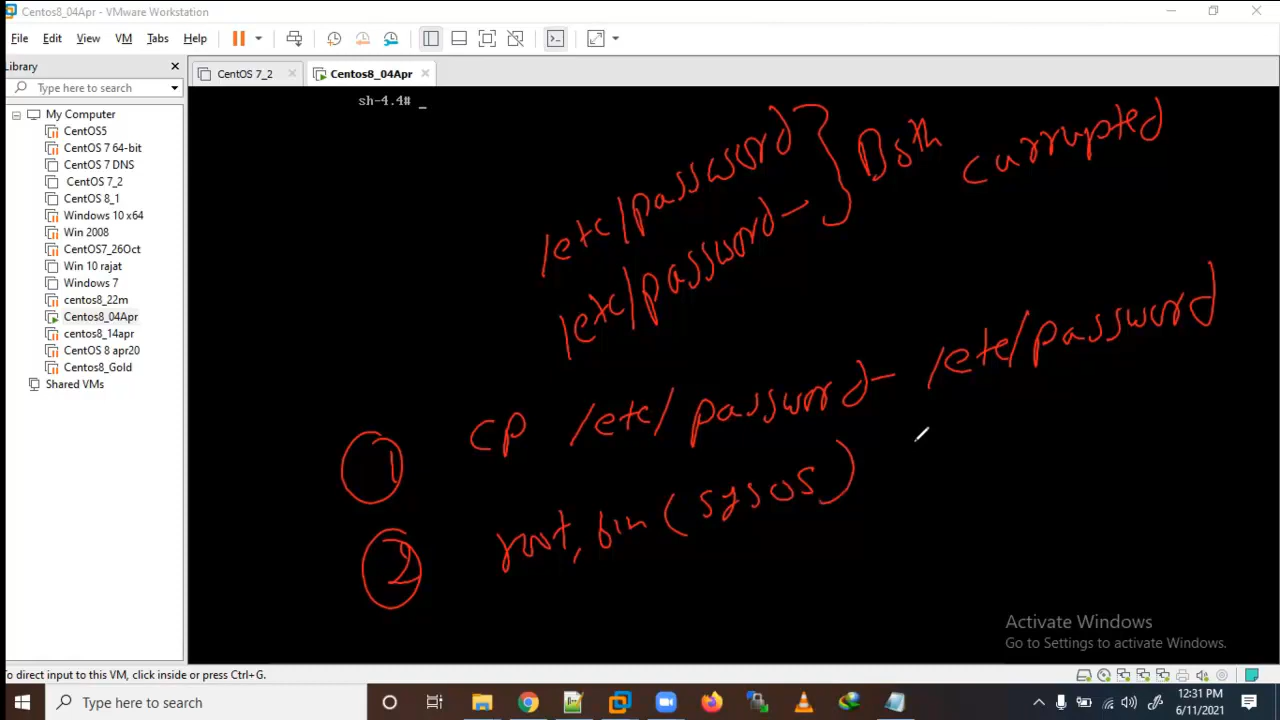 Centos8_04Apr - VMware Workstation
File Edit View VM Tabs Help
Library
Type here to search
CentOS 7_2
Centos8_04Apr
My Computer
CentOS5
CentOS 7 64-bit
CentOS 7 DNS
CentOS 7_2
CentOS 8_1
Windows 10 x64
Win 2008
CentOS7_26Oct
Win 10 rajat
Windows 7
centos8_22m
Centos8_04Apr
centos8_14apr
CentOS 8 apr20
Centos8_Gold
Shared VMs
sh-4.4# _
/etc/password } Both currupted
/etc/password-
1 cp /etc/password- /etc/password
2 root, bin (sysos)
Activate Windows
Go to Settings to activate Windows.
To direct input to this VM, click inside or press Ctrl+G.
Type here to search
12:31 PM
6/11/2021